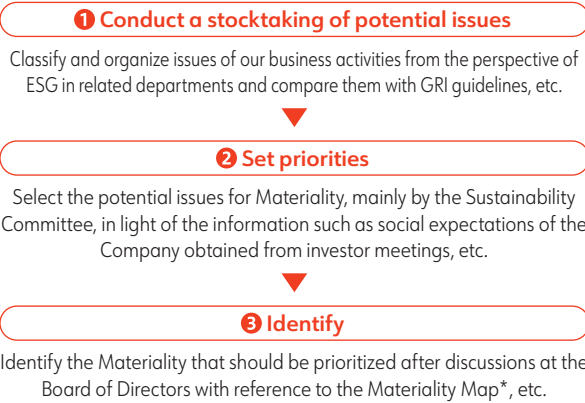 ❶ Conduct a stocktaking of potential issues
Classify and organize issues of our business activities from the perspective of
ESG in related departments and compare them with GRI guidelines, etc.
❷ Set priorities
Select the potential issues for Materiality, mainly by the Sustainability
Committee, in light of the information such as social expectations of the
Company obtained from investor meetings, etc.
❸ Identify
Identify the Materiality that should be prioritized after discussions at the
Board of Directors with reference to the Materiality Map*, etc.